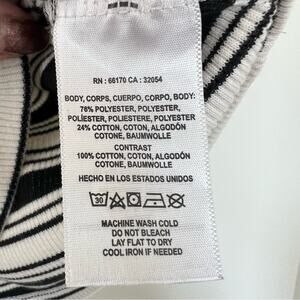 RN : 66170 CA : 32054
BODY, CORPS, CUERPO, CORPO, BODY:
76% POLYESTER, POLYESTER,
POLIÉSTER, POLIESTERE, POLYESTER
24% COTTON, COTON, ALGODÓN
COTONE, BAUMWOLLE
CONTRAST
100% COTTON, COTON, ALGODÓN
COTONE, BAUMWOLLE
HECHO EN LOS ESTADOS UNIDOS
30
MACHINE WASH COLD
DO NOT BLEACH
LAY FLAT TO DRY
COOL IRON IF NEEDED